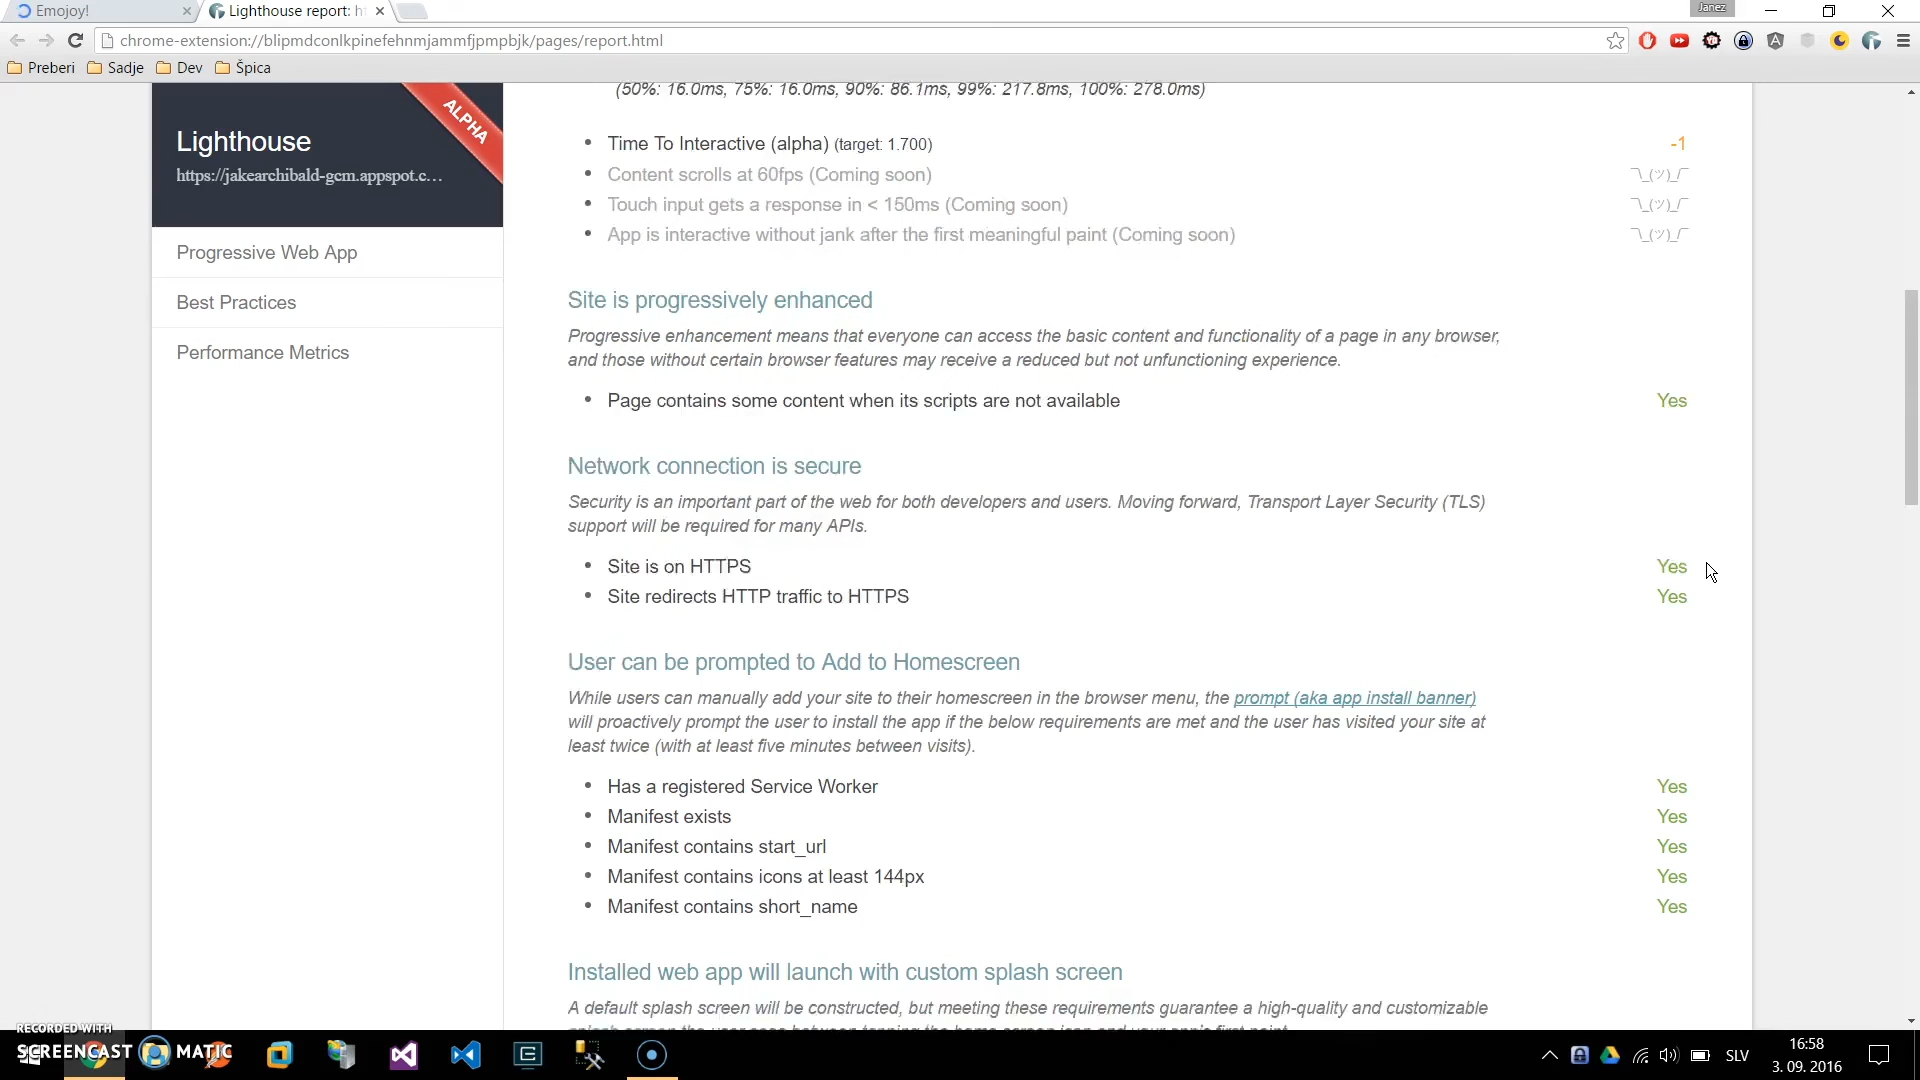 Emojoy!
Lighthouse report: h
Janez
chrome-extension://blipmdconlkpinefehnmjammfjpmpbjk/pages/report.html
Preberi Sadje Dev Špica
ALPHA
Lighthouse
https://jakearchibald-gcm.appspot.c…
Progressive Web App
Best Practices
Performance Metrics
(50%: 16.0ms, 75%: 16.0ms, 90%: 86.1ms, 99%: 217.8ms, 100%: 278.0ms)
• Time To Interactive (alpha) (target: 1.700) -1
• Content scrolls at 60fps (Coming soon) ¯\_(ツ)_/¯
• Touch input gets a response in < 150ms (Coming soon) ¯\_(ツ)_/¯
• App is interactive without jank after the first meaningful paint (Coming soon) ¯\_(ツ)_/¯
Site is progressively enhanced
Progressive enhancement means that everyone can access the basic content and functionality of a page in any browser,
and those without certain browser features may receive a reduced but not unfunctioning experience.
• Page contains some content when its scripts are not available Yes
Network connection is secure
Security is an important part of the web for both developers and users. Moving forward, Transport Layer Security (TLS)
support will be required for many APIs.
• Site is on HTTPS Yes
• Site redirects HTTP traffic to HTTPS Yes
User can be prompted to Add to Homescreen
While users can manually add your site to their homescreen in the browser menu, the prompt (aka app install banner)
will proactively prompt the user to install the app if the below requirements are met and the user has visited your site at
least twice (with at least five minutes between visits).
• Has a registered Service Worker Yes
• Manifest exists Yes
• Manifest contains start_url Yes
• Manifest contains icons at least 144px Yes
• Manifest contains short_name Yes
Installed web app will launch with custom splash screen
A default splash screen will be constructed, but meeting these requirements guarantee a high-quality and customizable
RECORDED WITH
SCREENCAST MATIC
SLV
16:58
3. 09. 2016